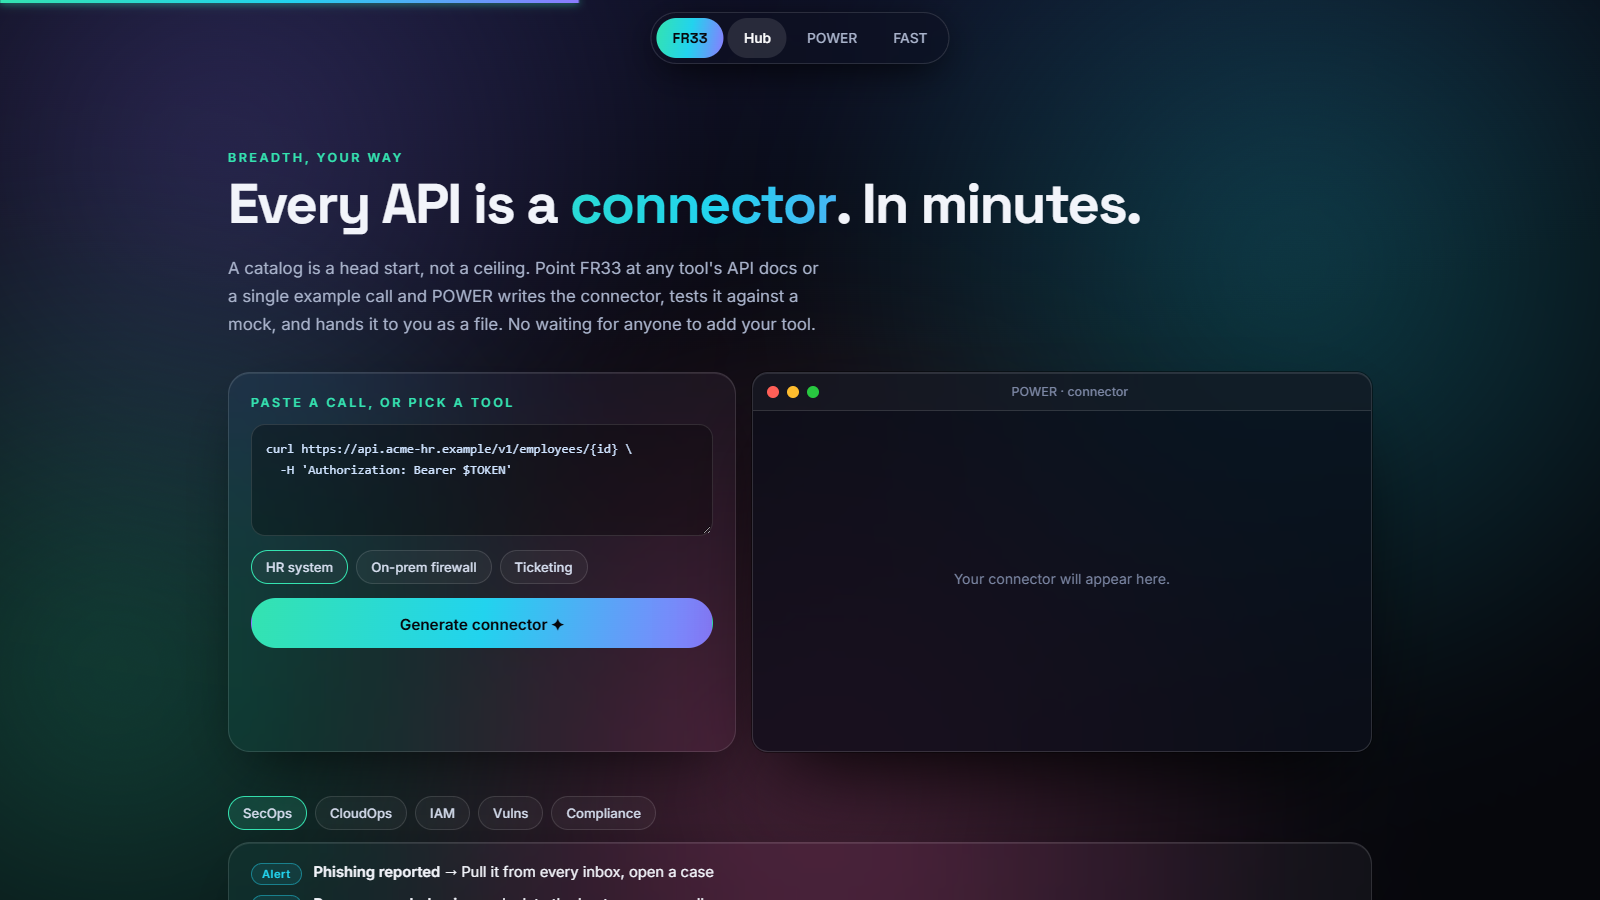 FR33 Hub POWER FAST
BREADTH, YOUR WAY
Every API is a connector. In minutes.
A catalog is a head start, not a ceiling. Point FR33 at any tool's API docs or
a single example call and POWER writes the connector, tests it against a
mock, and hands it to you as a file. No waiting for anyone to add your tool.
PASTE A CALL, OR PICK A TOOL
curl https://api.acme-hr.example/v1/employees/{id} \
-H 'Authorization: Bearer $TOKEN'
HR system On-prem firewall Ticketing
Generate connector ✦
POWER · connector
Your connector will appear here.
SecOps CloudOps IAM Vulns Compliance
Alert Phishing reported → Pull it from every inbox, open a case